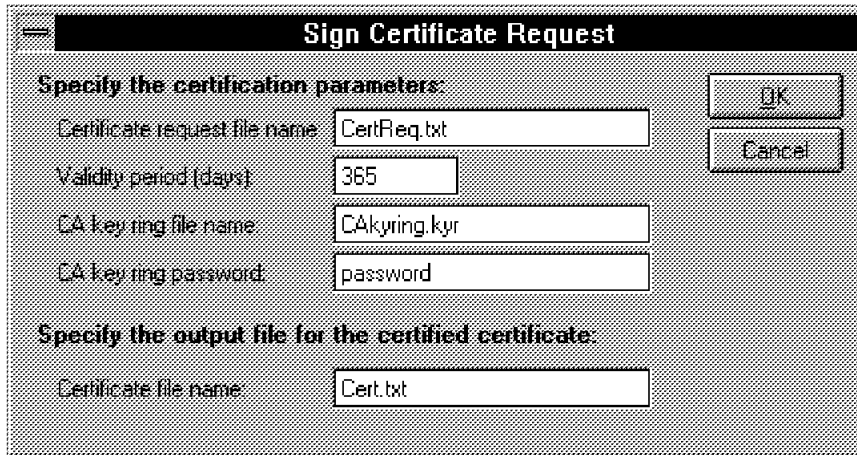 Sign Certificate Request
Specify the certification parameters:
OK
Certificate request file name: CertReq.txt
Cancel
Validity period (days): 365
CA key ring file name: CAkyring.kyr
CA key ring password: password
Specify the output file for the certified certificate:
Certificate file name: Cert.txt